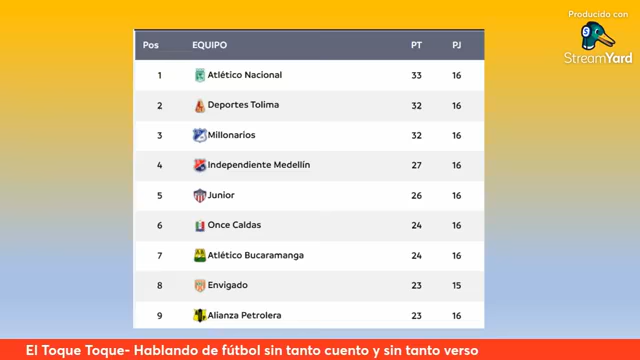 Producido con
StreamYard
Pos EQUIPO PT PJ
1 Atlético Nacional 33 16
2 Deportes Tolima 32 16
3 Millonarios 32 16
4 Independiente Medellín 27 16
5 Junior 26 16
6 Once Caldas 24 16
7 Atlético Bucaramanga 24 16
8 Envigado 23 15
9 Alianza Petrolera 23 16
El Toque Toque- Hablando de fútbol sin tanto cuento y sin tanto verso